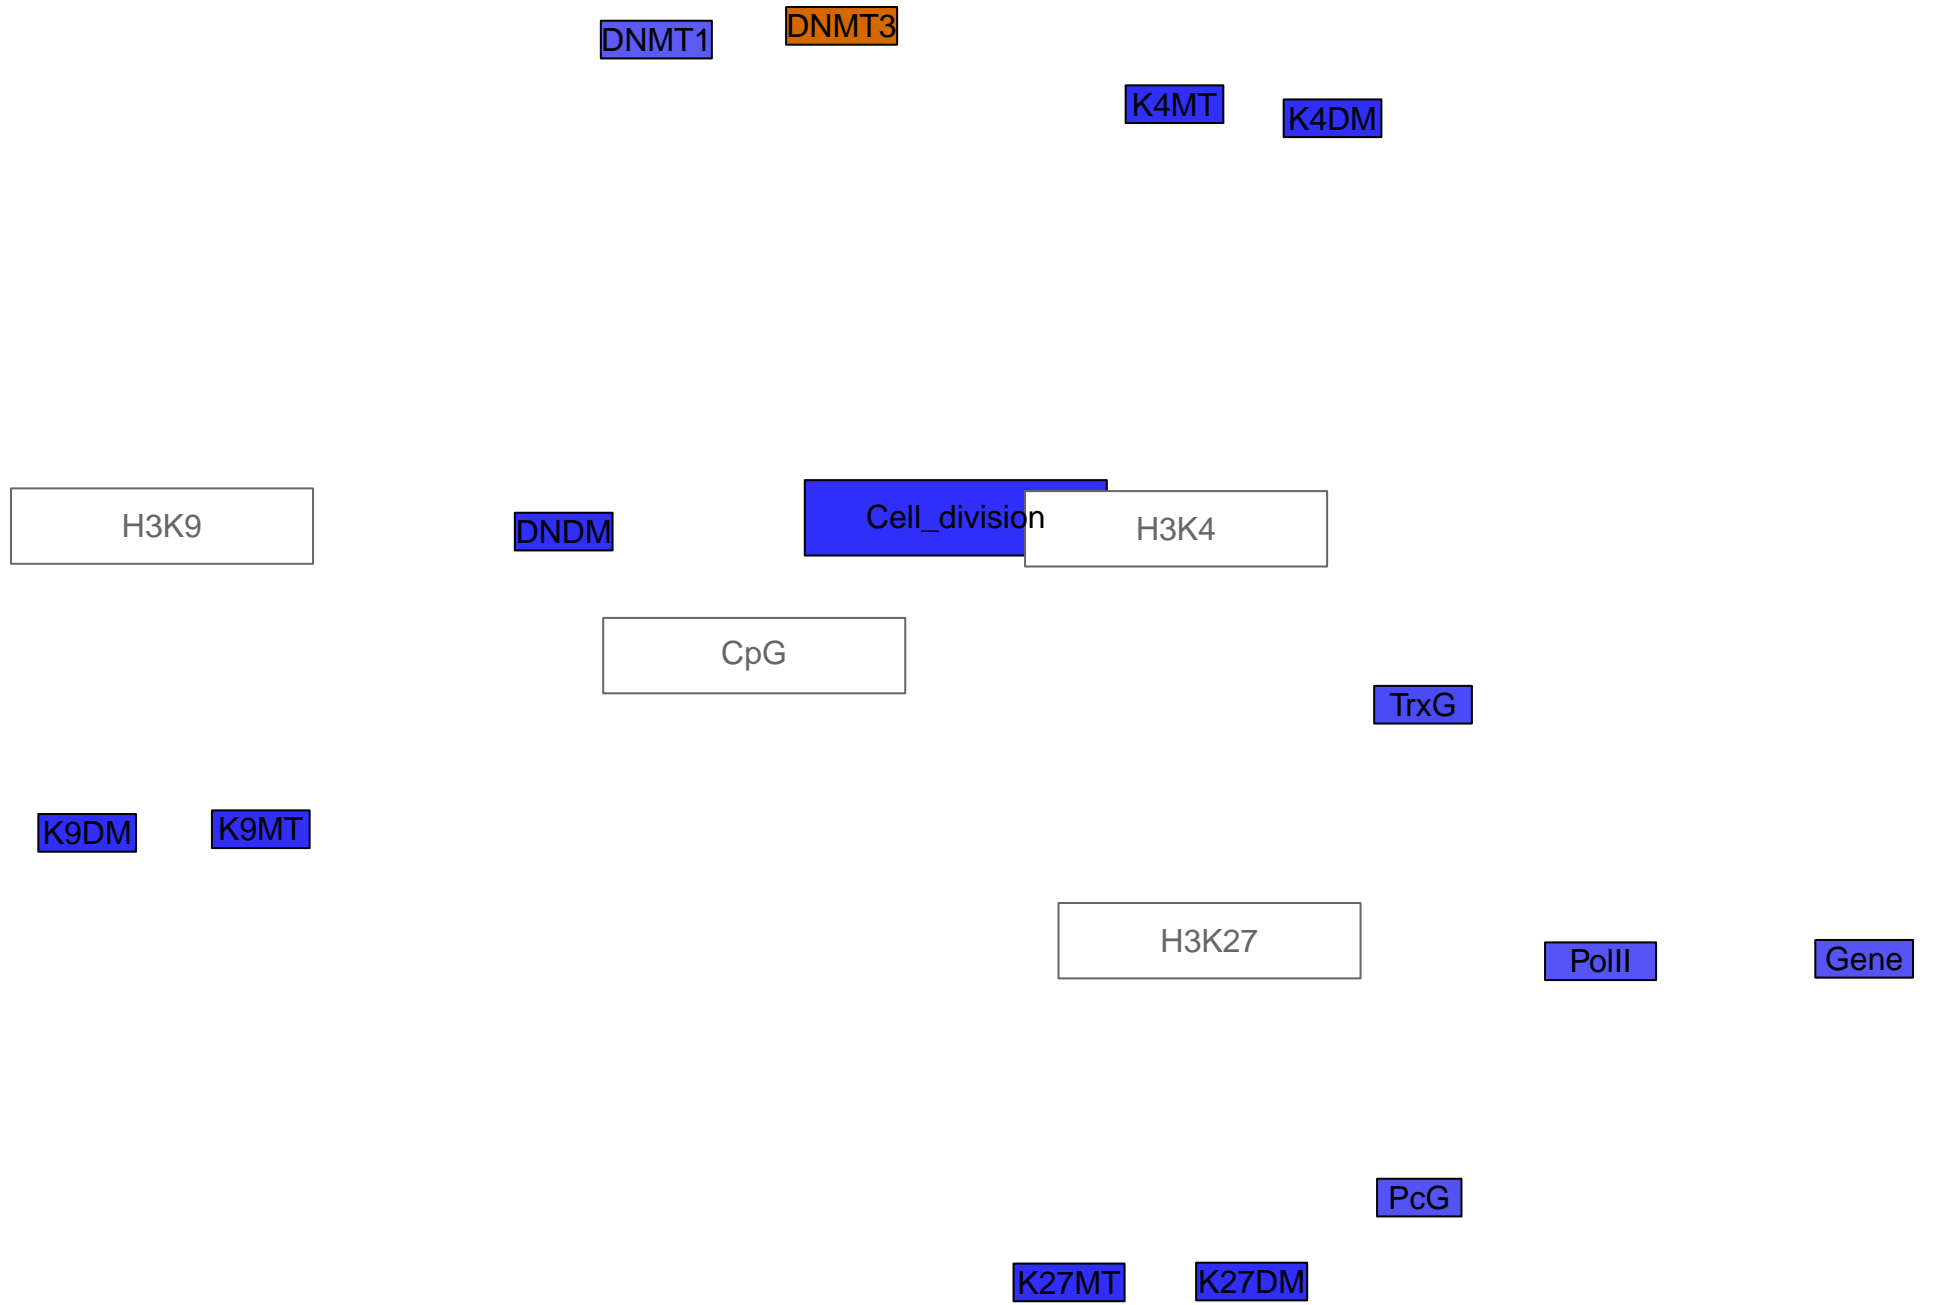 DNMT1
DNMT3
K4MT
K4DM
H3K9
DNDM
Cell_division
H3K4
CpG
TrxG
K9DM
K9MT
H3K27
PolII
Gene
PcG
K27MT
K27DM